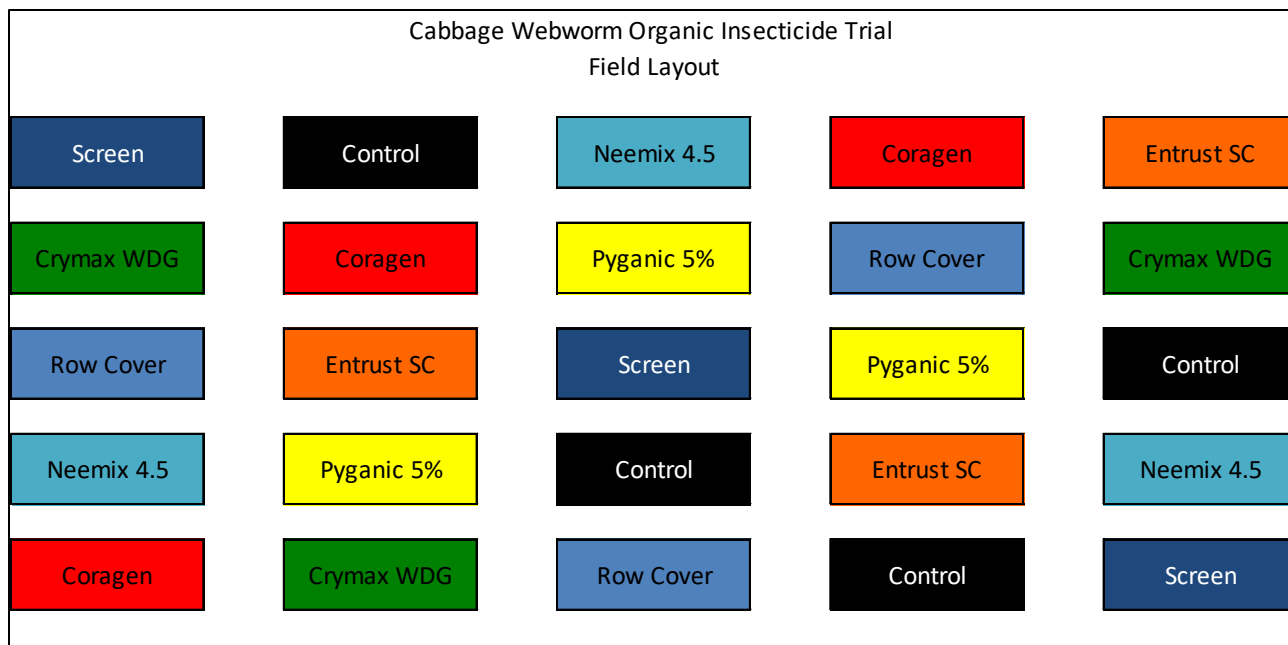 Cabbage Webworm Organic Insecticide Trial
Field Layout
Screen Control Neemix 4.5 Coragen Entrust SC
Crymax WDG Coragen Pyganic 5% Row Cover Crymax WDG
Row Cover Entrust SC Screen Pyganic 5% Control
Neemix 4.5 Pyganic 5% Control Entrust SC Neemix 4.5
Coragen Crymax WDG Row Cover Control Screen